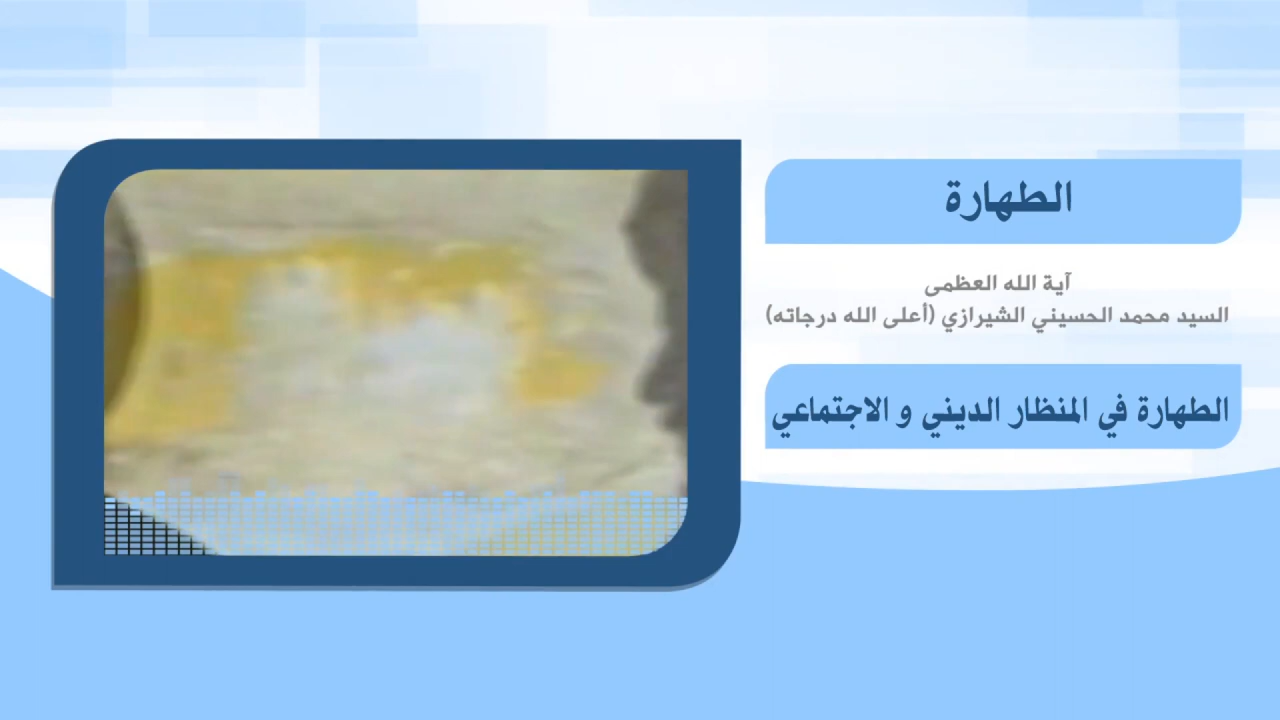 الطهارة
آية الله العظمى
السيد محمد الحسيني الشيرازي (أعلى الله درجاته)
الطهارة في المنظار الديني و الاجتماعي